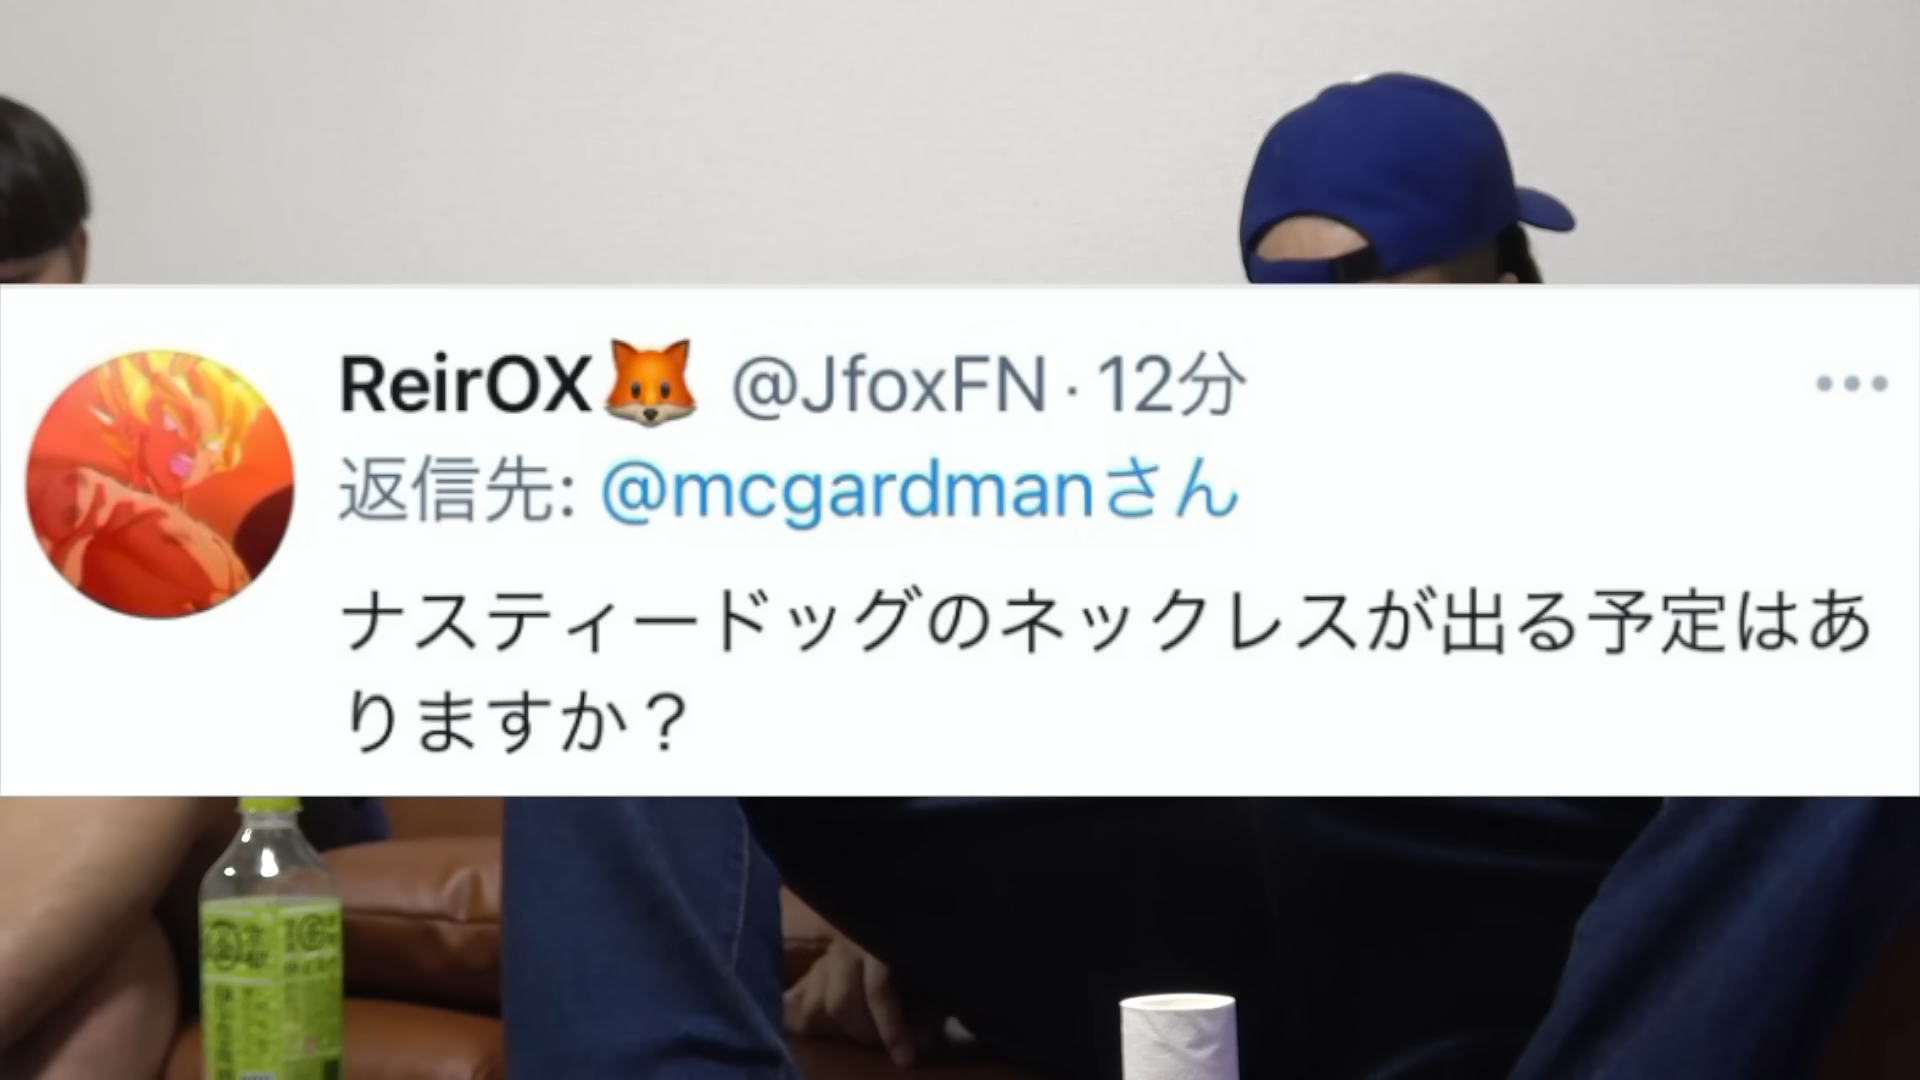 ReirOX🦊 @JfoxFN · 12分
返信先: @mcgardmanさん
ナスティードッグのネックレスが出る予定はあ
りますか？